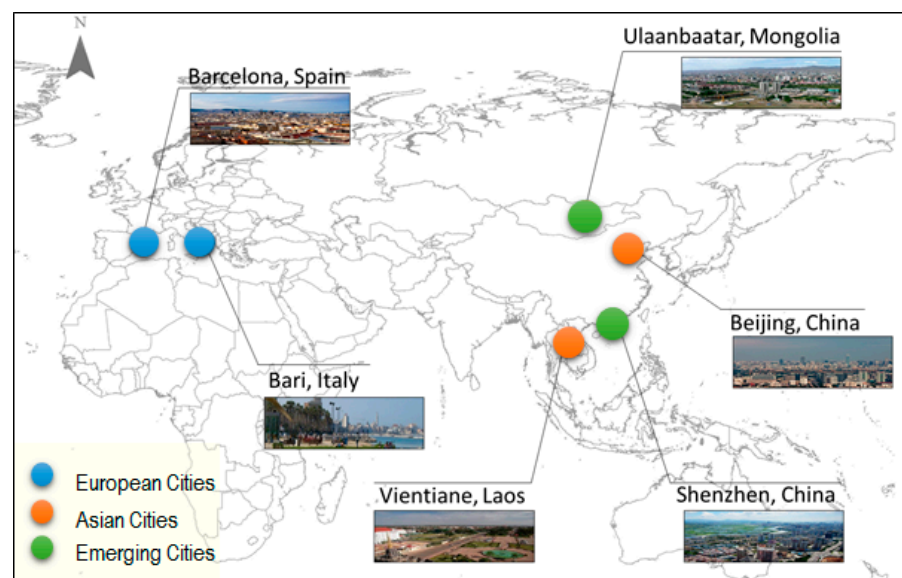 N
Ulaanbaatar, Mongolia
Barcelona, Spain
Beijing, China
Bari, Italy
Vientiane, Laos
Shenzhen, China
European Cities
Asian Cities
Emerging Cities